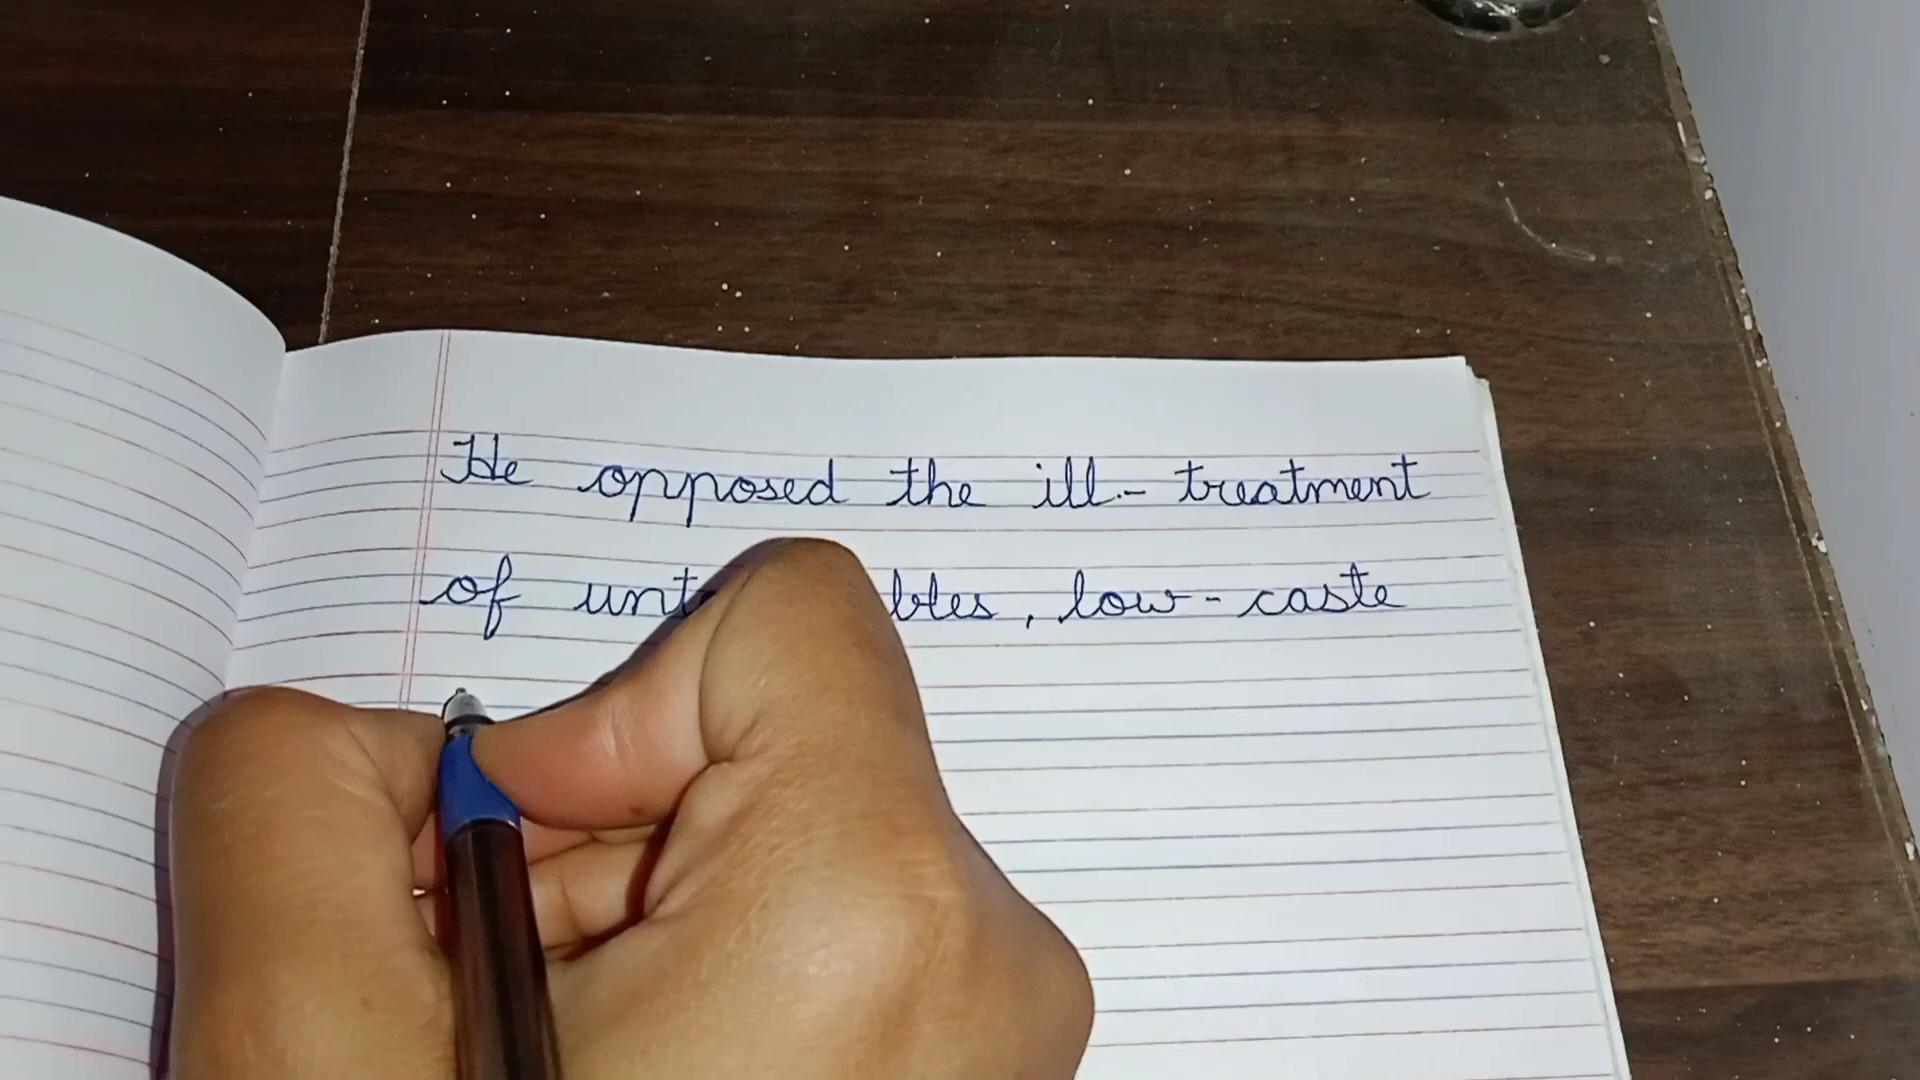 He opposed the ill-treatment
of , low-caste